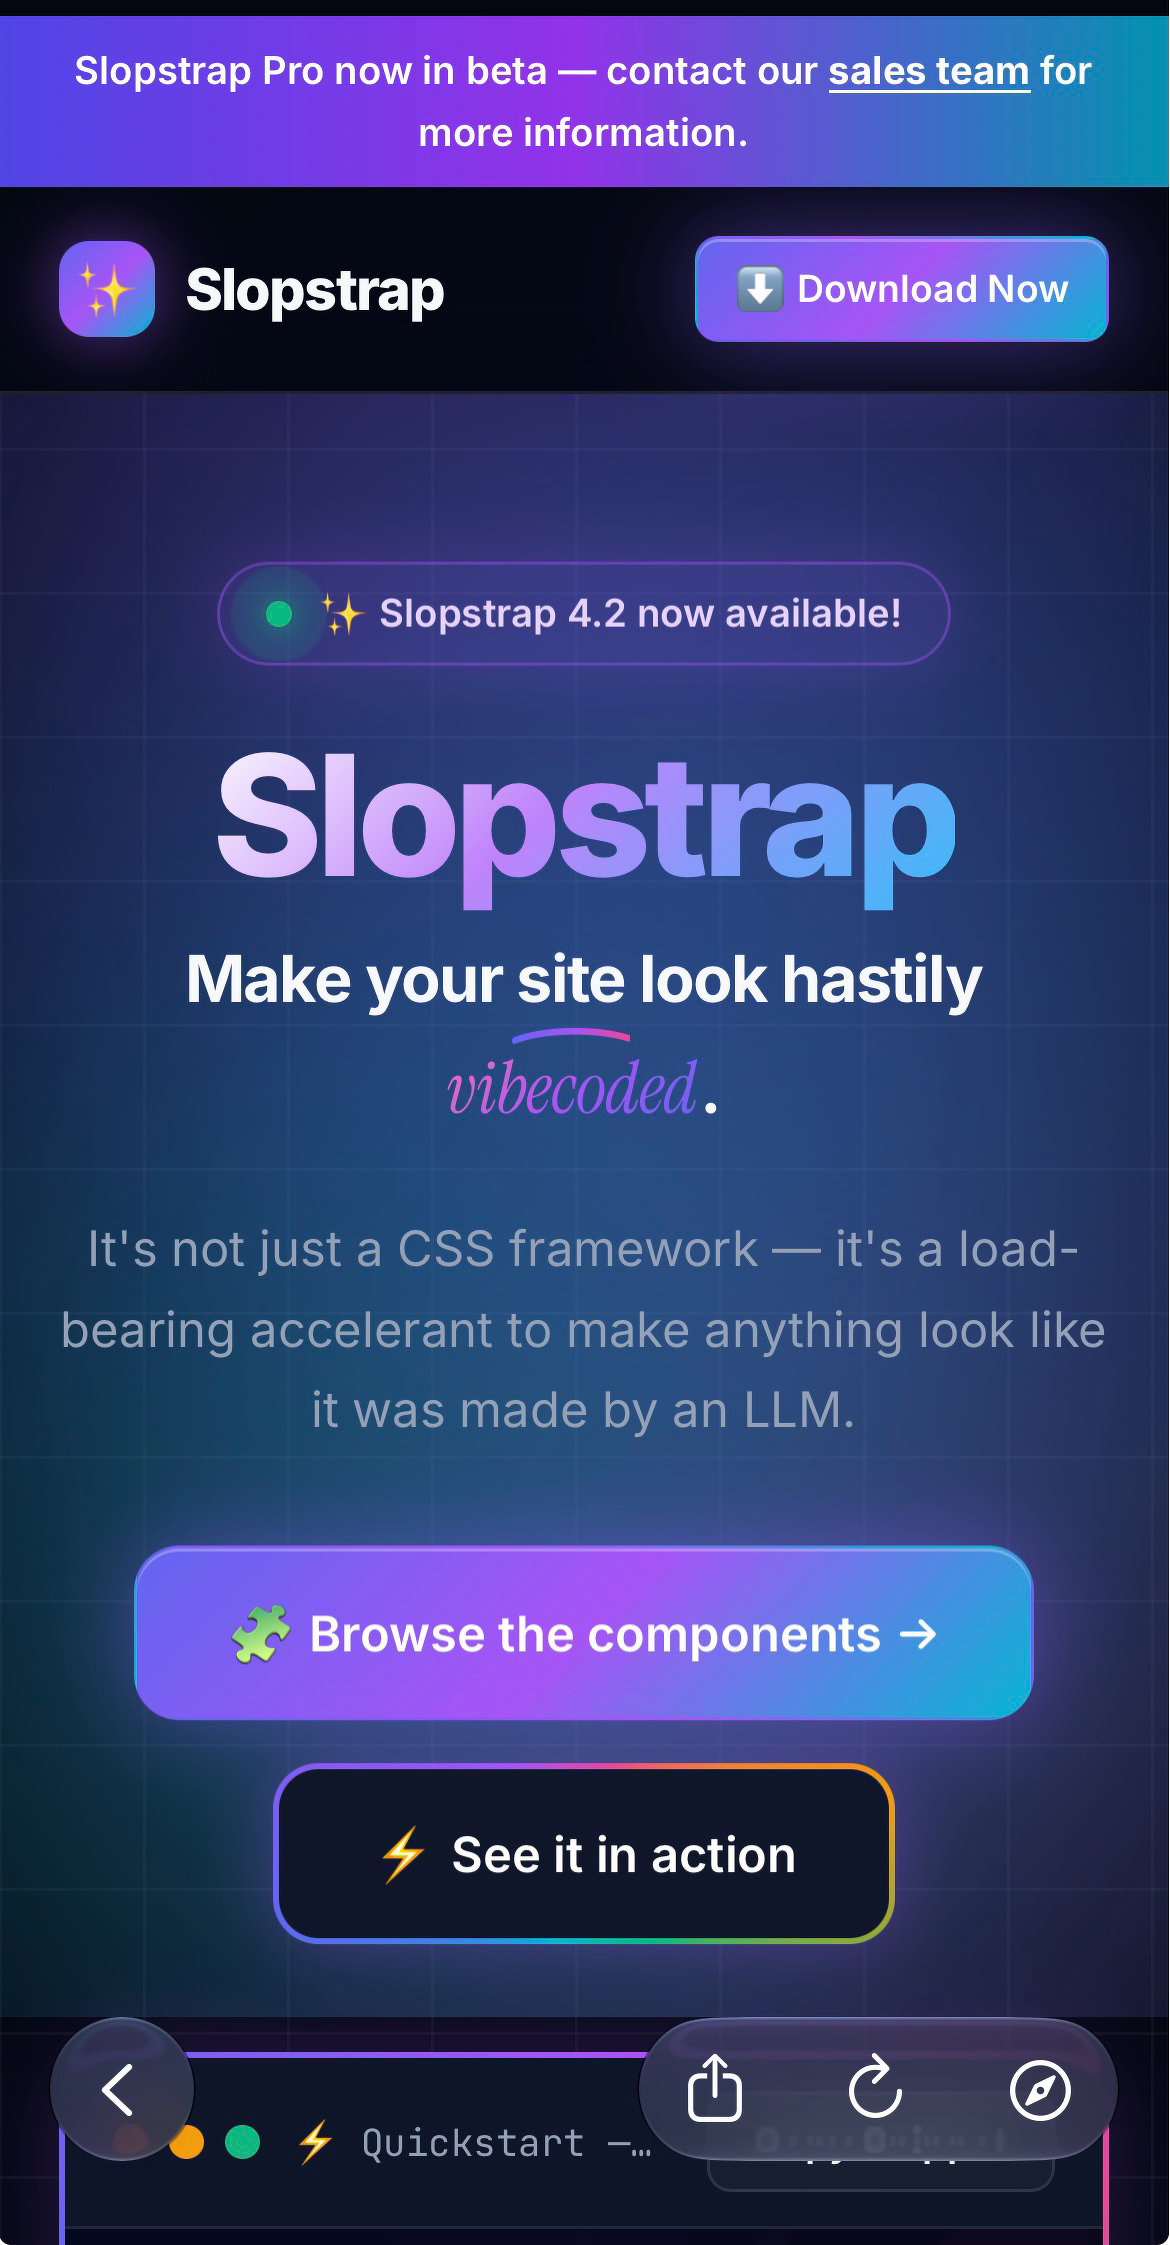 Slopstrap Pro now in beta — contact our sales team for
more information.
✨ Slopstrap
⬇️ Download Now
✨ Slopstrap 4.2 now available!
Slopstrap
Make your site look hastily
vibecoded.
It's not just a CSS framework — it's a load-
bearing accelerant to make anything look like
it was made by an LLM.
🧩 Browse the components →
⚡ See it in action
⚡ Quickstart —…